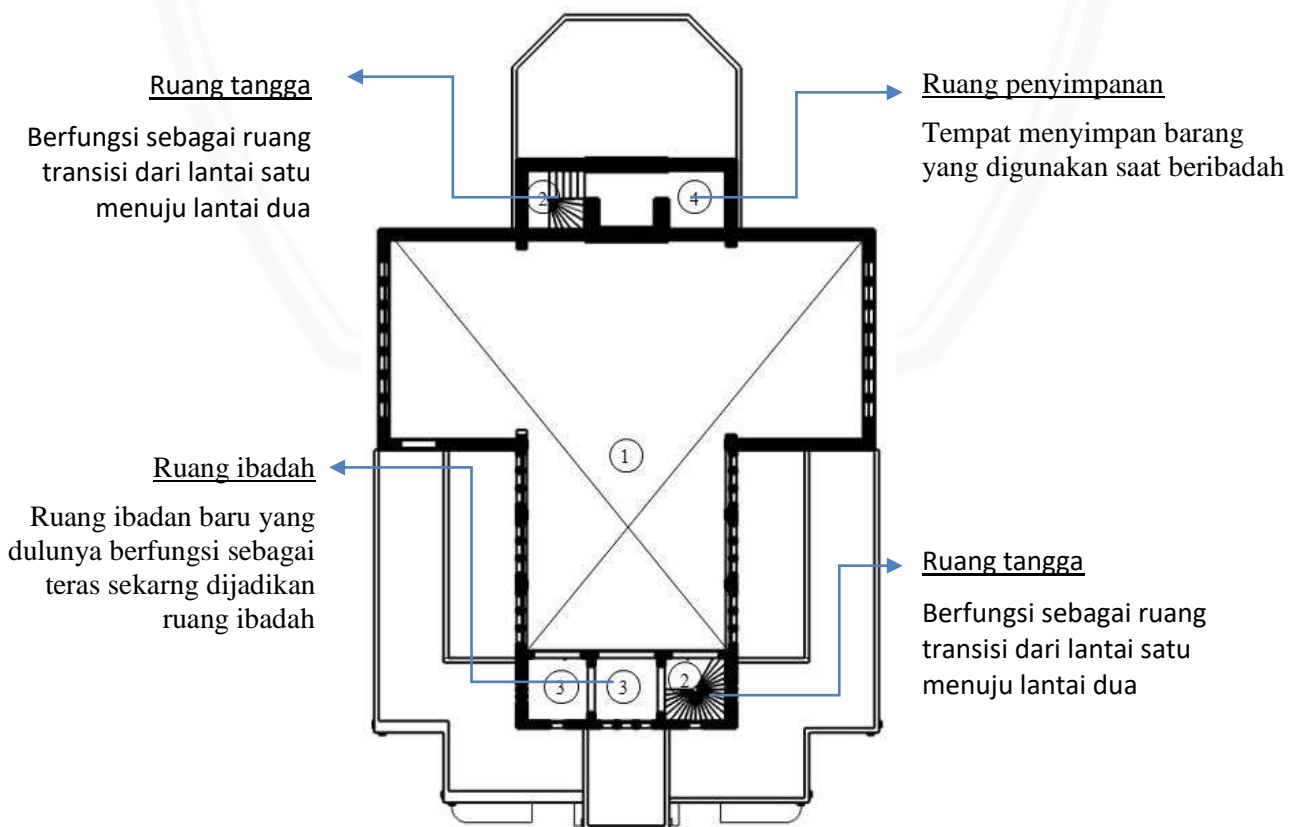 Ruang tangga
Berfungsi sebagai ruang
transisi dari lantai satu
menuju lantai dua
Ruang penyimpanan
Tempat menyimpan barang
yang digunakan saat beribadah
2
4
1
Ruang ibadah
Ruang ibadan baru yang
dulunya berfungsi sebagai
teras sekarng dijadikan
ruang ibadah
Ruang tangga
Berfungsi sebagai ruang
transisi dari lantai satu
menuju lantai dua
3
3
2